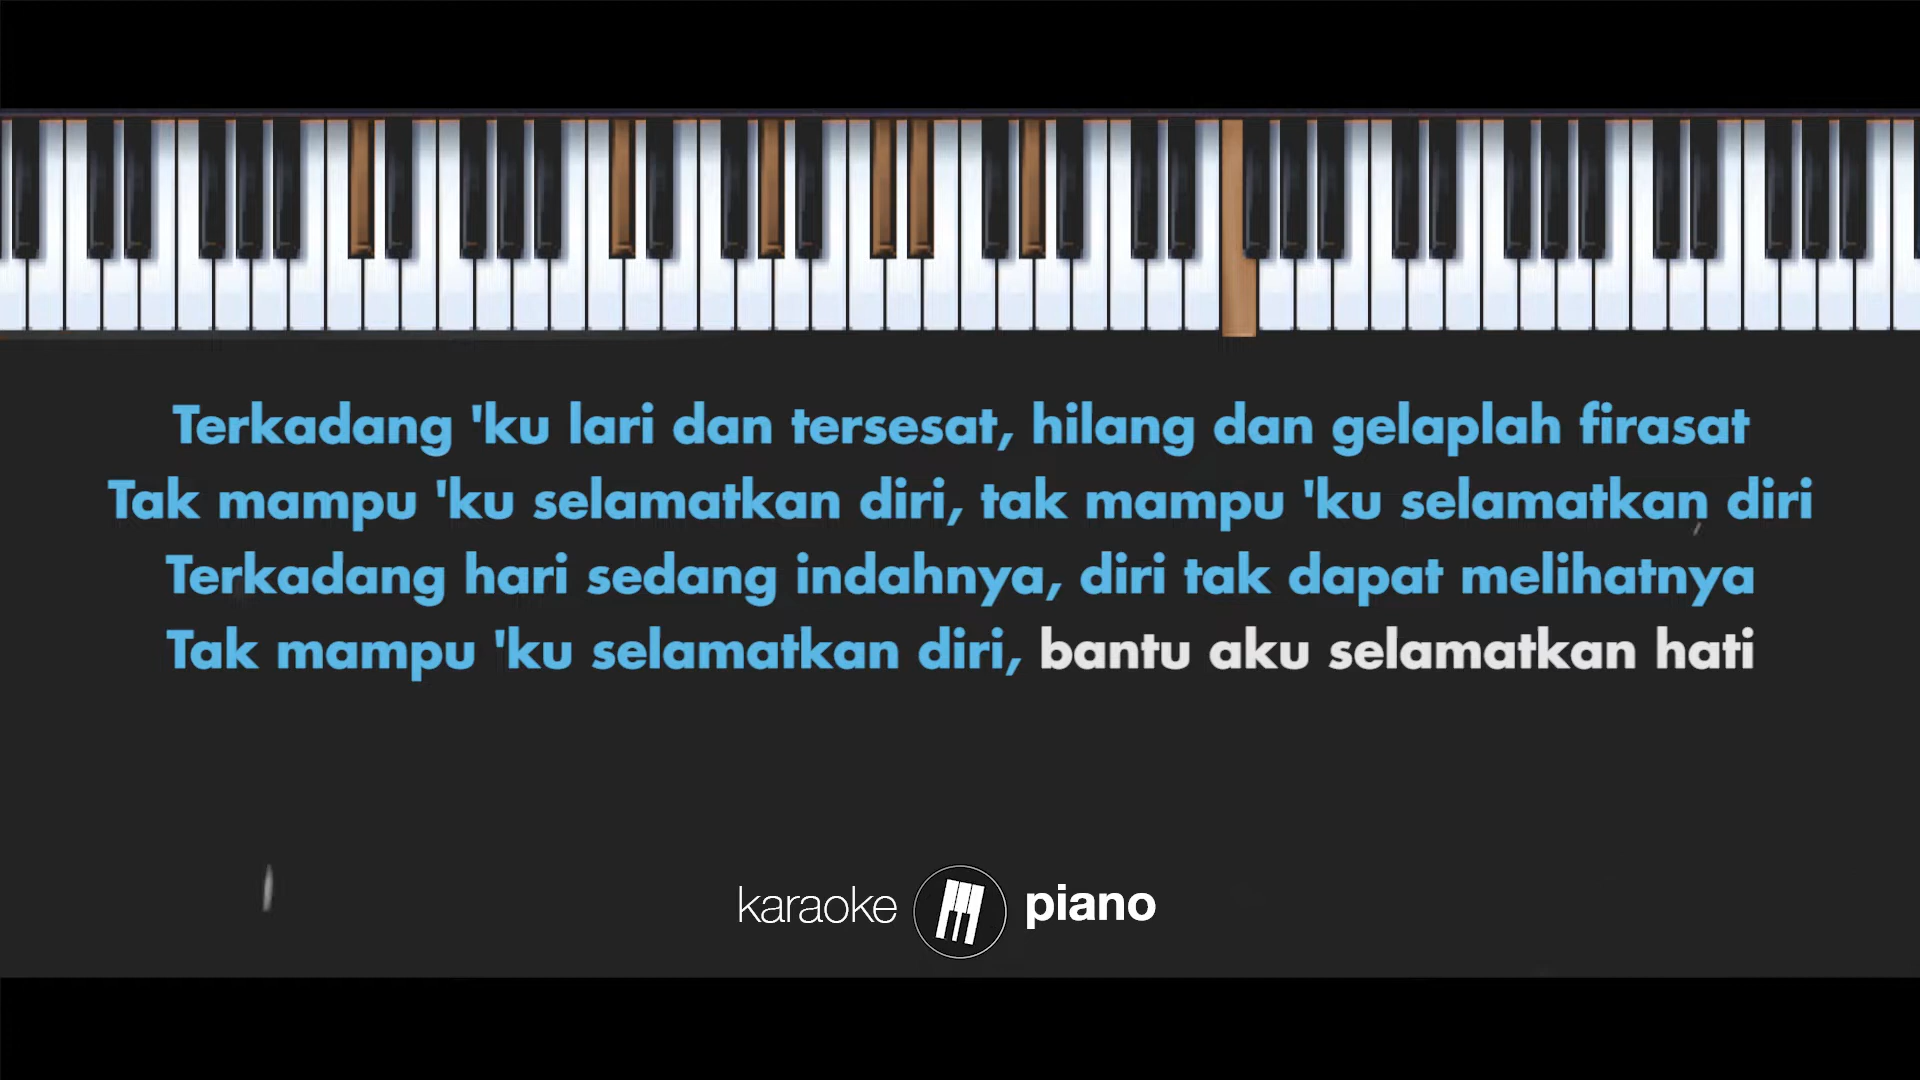 Terkadang 'ku lari dan tersesat, hilang dan gelaplah firasat
Tak mampu 'ku selamatkan diri, tak mampu 'ku selamatkan diri
Terkadang hari sedang indahnya, diri tak dapat melihatnya
Tak mampu 'ku selamatkan diri, bantu aku selamatkan hati
karaoke piano